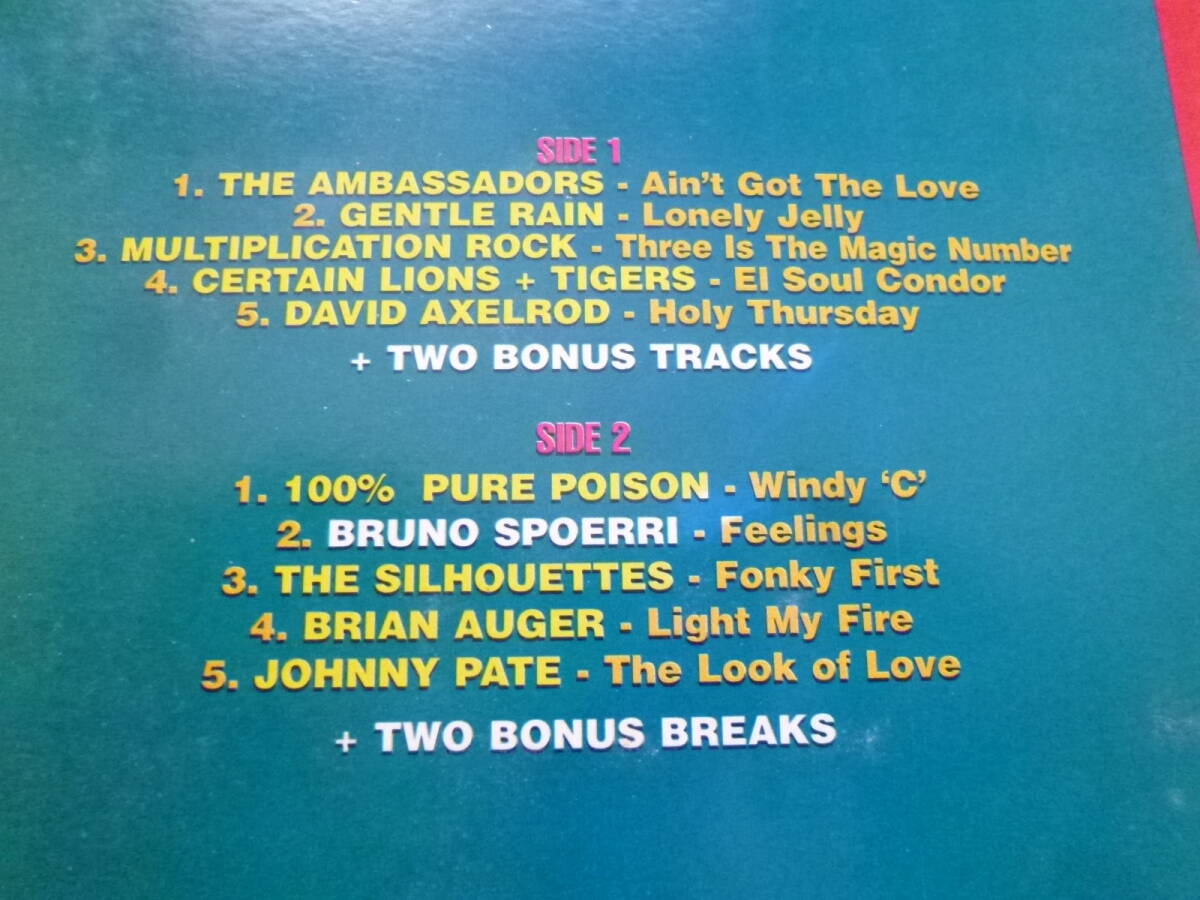 SIDE 1
1. THE AMBASSADORS - Ain't Got The Love
2. GENTLE RAIN - Lonely Jelly
3. MULTIPLICATION ROCK - Three Is The Magic Number
4. CERTAIN LIONS + TIGERS - El Soul Condor
5. DAVID AXELROD - Holy Thursday
+ TWO BONUS TRACKS
SIDE 2
1. 100% PURE POISON - Windy ‘C’
2. BRUNO SPOERRI - Feelings
3. THE SILHOUETTES - Fonky First
4. BRIAN AUGER - Light My Fire
5. JOHNNY PATE - The Look of Love
+ TWO BONUS BREAKS